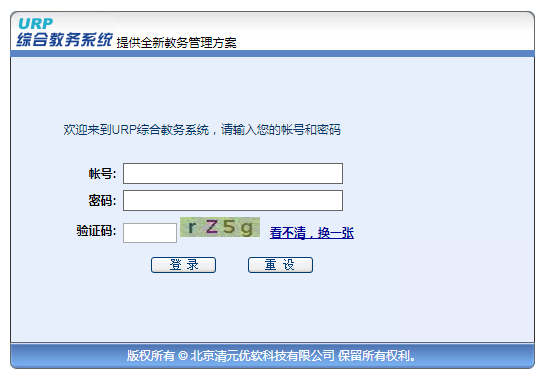 URP
综合教务系统 提供全新教务管理方案
欢迎来到URP综合教务系统，请输入您的帐号和密码
帐号:
密码:
验证码: rZ5g 看不清，换一张
登 录 重 设
版权所有 © 北京清元优软科技有限公司 保留所有权利。